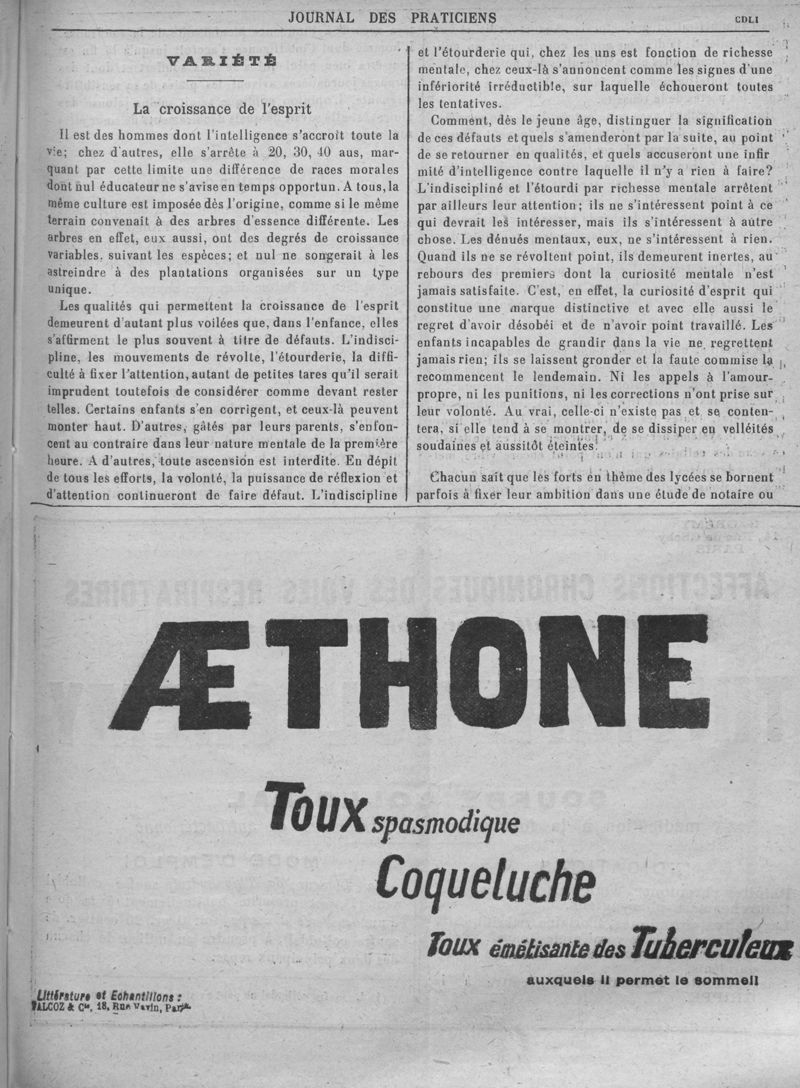 JOURNAL DES PRATICIENS
CDLI
VARIÉTÉ
La croissance de l'esprit
Il est des hommes dont l'intelligence s'accroît toute la
vie; chez d'autres, elle s'arrête à 20, 30, 40 aus, mar-
quant par cette limite une différence de races morales
dont nul éducateur ne s'avise en temps opportun. A tous, la
même culture est imposée dès l'origine, comme si le même
terrain convenait à des arbres d'essence différente. Les
arbres en effet, eux aussi, ont des degrés de croissance
variables, suivant les espèces; et nul ne songerait à les
astreindre à des plantations organisées sur un type
unique.
Les qualités qui permettent la croissance de l'esprit
demeurent d'autant plus voilées que, dans l'enfance, elles
s'affirment le plus souvent à titre de défauts. L'indisci-
pline, les mouvements de révolte, l'étourderie, la diffi-
culté à fixer l'attention, autant de petites tares qu'il serait
imprudent toutefois de considérer comme devant rester
telles. Certains enfants s'en corrigent, et ceux-là peuvent
monter haut. D'autres, gâtés par leurs parents, s'enfon-
cent au contraire dans leur nature mentale de la première
heure. A d'autres, toute ascension est interdite. En dépit
de tous les efforts, la volonté, la puissance de réflexion et
d'attention continueront de faire défaut. L'indiscipline
et l'étourderie qui, chez les uns est fonction de richesse
mentale, chez ceux-là s'annoncent comme les signes d'une
infériorité irréductible, sur laquelle échoueront toutes
les tentatives.
Comment, dès le jeune âge, distinguer la signification
de ces défauts et quels s'amenderont par la suite, au point
de se retourner en qualités, et quels accuseront une infir
mité d'intelligence contre laquelle il n'y a rien à faire?
L'indiscipliné et l'étourdi par richesse mentale arrêtent
par ailleurs leur attention; ils ne s'intéressent point à ce
qui devrait les intéresser, mais ils s'intéressent à autre
chose. Les dénués mentaux, eux, ne s'intéressent à rien.
Quand ils ne se révoltent point, ils demeurent inertes, au
rebours des premiers dont la curiosité mentale n'est
jamais satisfaite. C'est, en effet, la curiosité d'esprit qui
constitue une marque distinctive et avec elle aussi le
regret d'avoir désobéi et de n'avoir point travaillé. Les
enfants incapables de grandir dans la vie ne regrettent
jamais rien; ils se laissent gronder et la faute commise la
recommencent le lendemain. Ni les appels à l'amour-
propre, ni les punitions, ni les corrections n'ont prise sur
leur volonté. Au vrai, celle-ci n'existe pas et se conten-
tera, si elle tend à se montrer, de se dissiper en velléités
soudaines et aussitôt éteintes.
Chacun sait que les forts en thème des lycées se bornent
parfois à fixer leur ambition dans une étude de notaire ou
ÆTHONE
Toux spasmodique
Coqueluche
Toux émétisante des Tuberculeux
auxquels il permet le sommeil
Littérature et Echantillons :
FALCOZ & Cie, 18, Rue Vavin, Paris.